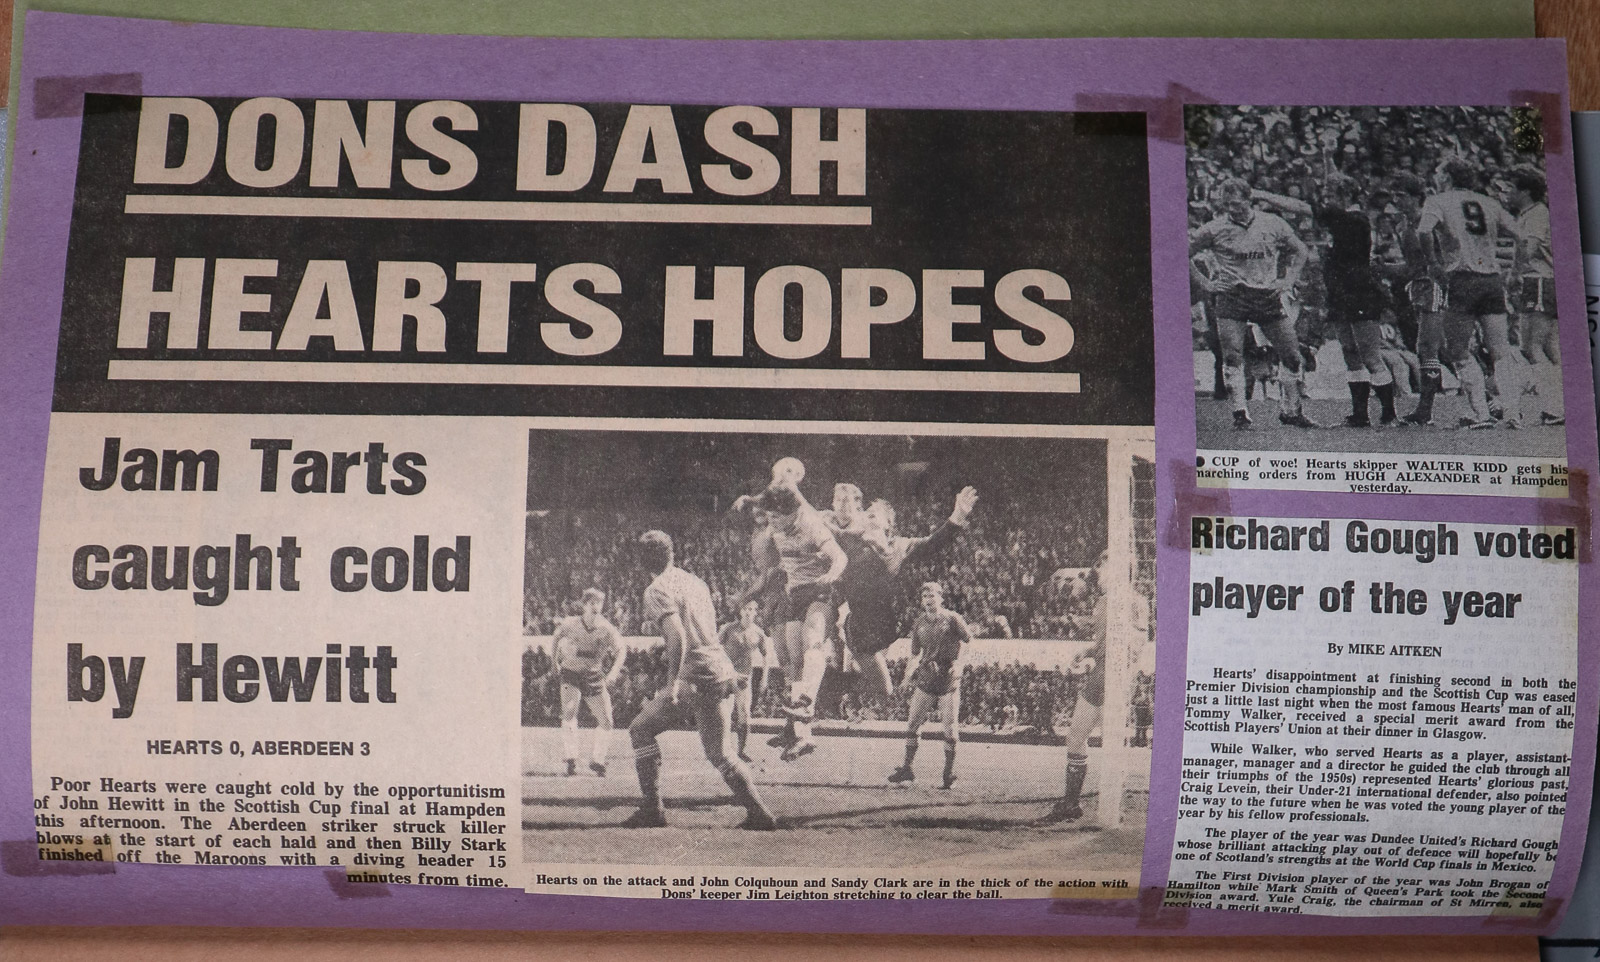 DONS DASH
HEARTS HOPES
Jam Tarts
caught cold
by Hewitt
HEARTS 0, ABERDEEN 3
Poor Hearts were caught cold by the opportunitism
of John Hewitt in the Scottish Cup final at Hampden
this afternoon. The Aberdeen striker struck killer
blows at the start of each hald and then Billy Stark
finished off the Maroons with a diving header 15
minutes from time.
Hearts on the attack and John Colquhoun and Sandy Clark are in the thick of the action with
Dons' keeper Jim Leighton stretching to clear the ball.
9
● CUP of woe! Hearts skipper WALTER KIDD gets his
marching orders from HUGH ALEXANDER at Hampden
yesterday.
Richard Gough voted
player of the year
By MIKE AITKEN
Hearts' disappointment at finishing second in both the
Premier Division championship and the Scottish Cup was eased
just a little last night when the most famous Hearts' man of all,
Tommy Walker, received a special merit award from the
Scottish Players' Union at their dinner in Glasgow.
While Walker, who served Hearts as a player, assistant-
manager, manager and a director he guided the club through all
their triumphs of the 1950s) represented Hearts' glorious past,
Craig Levein, their Under-21 international defender, also pointed
the way to the future when he was voted the young player of the
year by his fellow professionals.
The player of the year was Dundee United's Richard Gough
whose brilliant attacking play out of defence will hopefully be
one of Scotland's strengths at the World Cup finals in Mexico.
The First Division player of the year was John Brogan of
Hamilton while Mark Smith of Queen's Park took the Second
Division award. Yule Craig, the chairman of St Mirren, also
received a merit award.